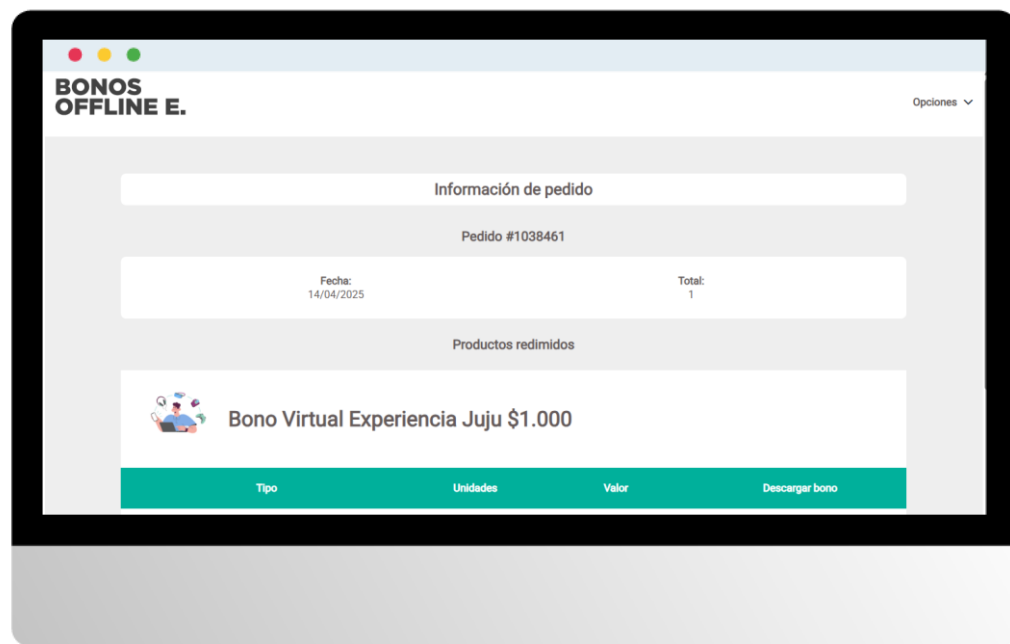 BONOS
OFFLINE E.
Opciones
Información de pedido
Pedido #1038461
Fecha:
14/04/2025
Total:
1
Productos redimidos
Bono Virtual Experiencia Juju $1.000
Tipo Unidades Valor Descargar bono